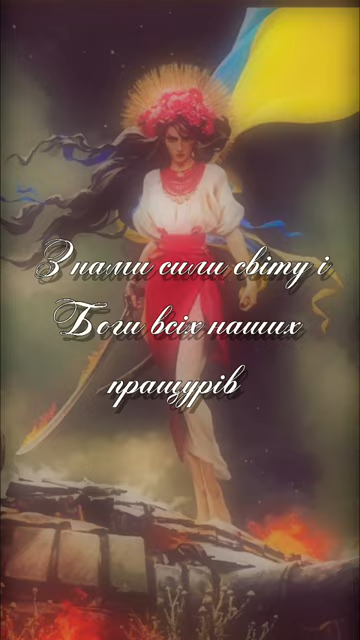 З нами сили світу і
Боги всіх наших
пращурів